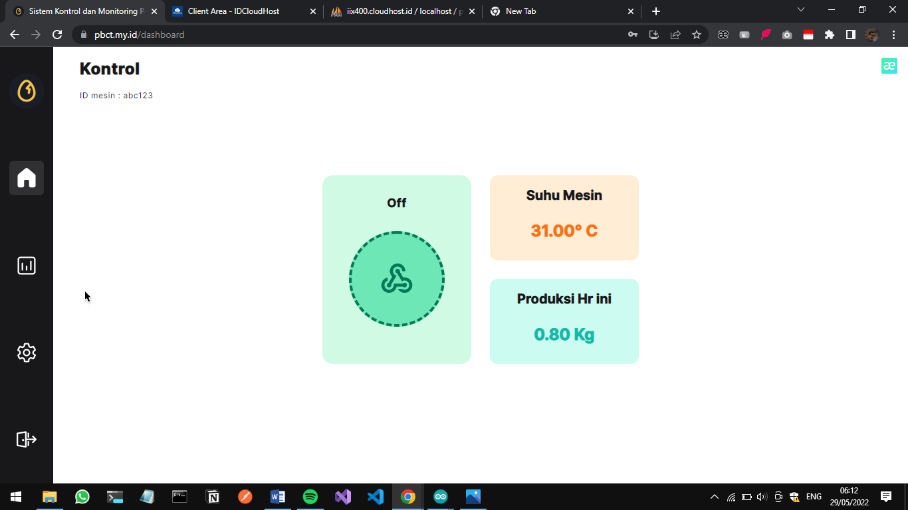 Sistem Kontrol dan Monitoring P
Client Area - IDCloudHost
iix400.cloudhost.id / localhost / p
New Tab
pbct.my.id/dashboard
Kontrol
ID mesin : abc123
æ
Off
Suhu Mesin
31.00° C
Produksi Hr ini
0.80 Kg
ENG
06:12
29/05/2022